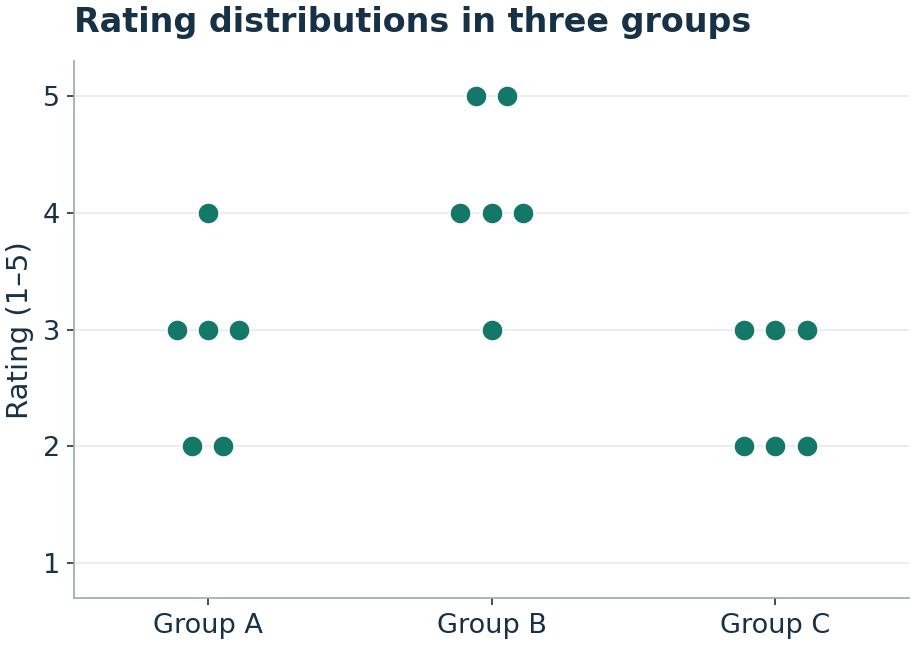 Rating distributions in three groups
Rating (1–5)
5
4
3
2
1
Group A
Group B
Group C